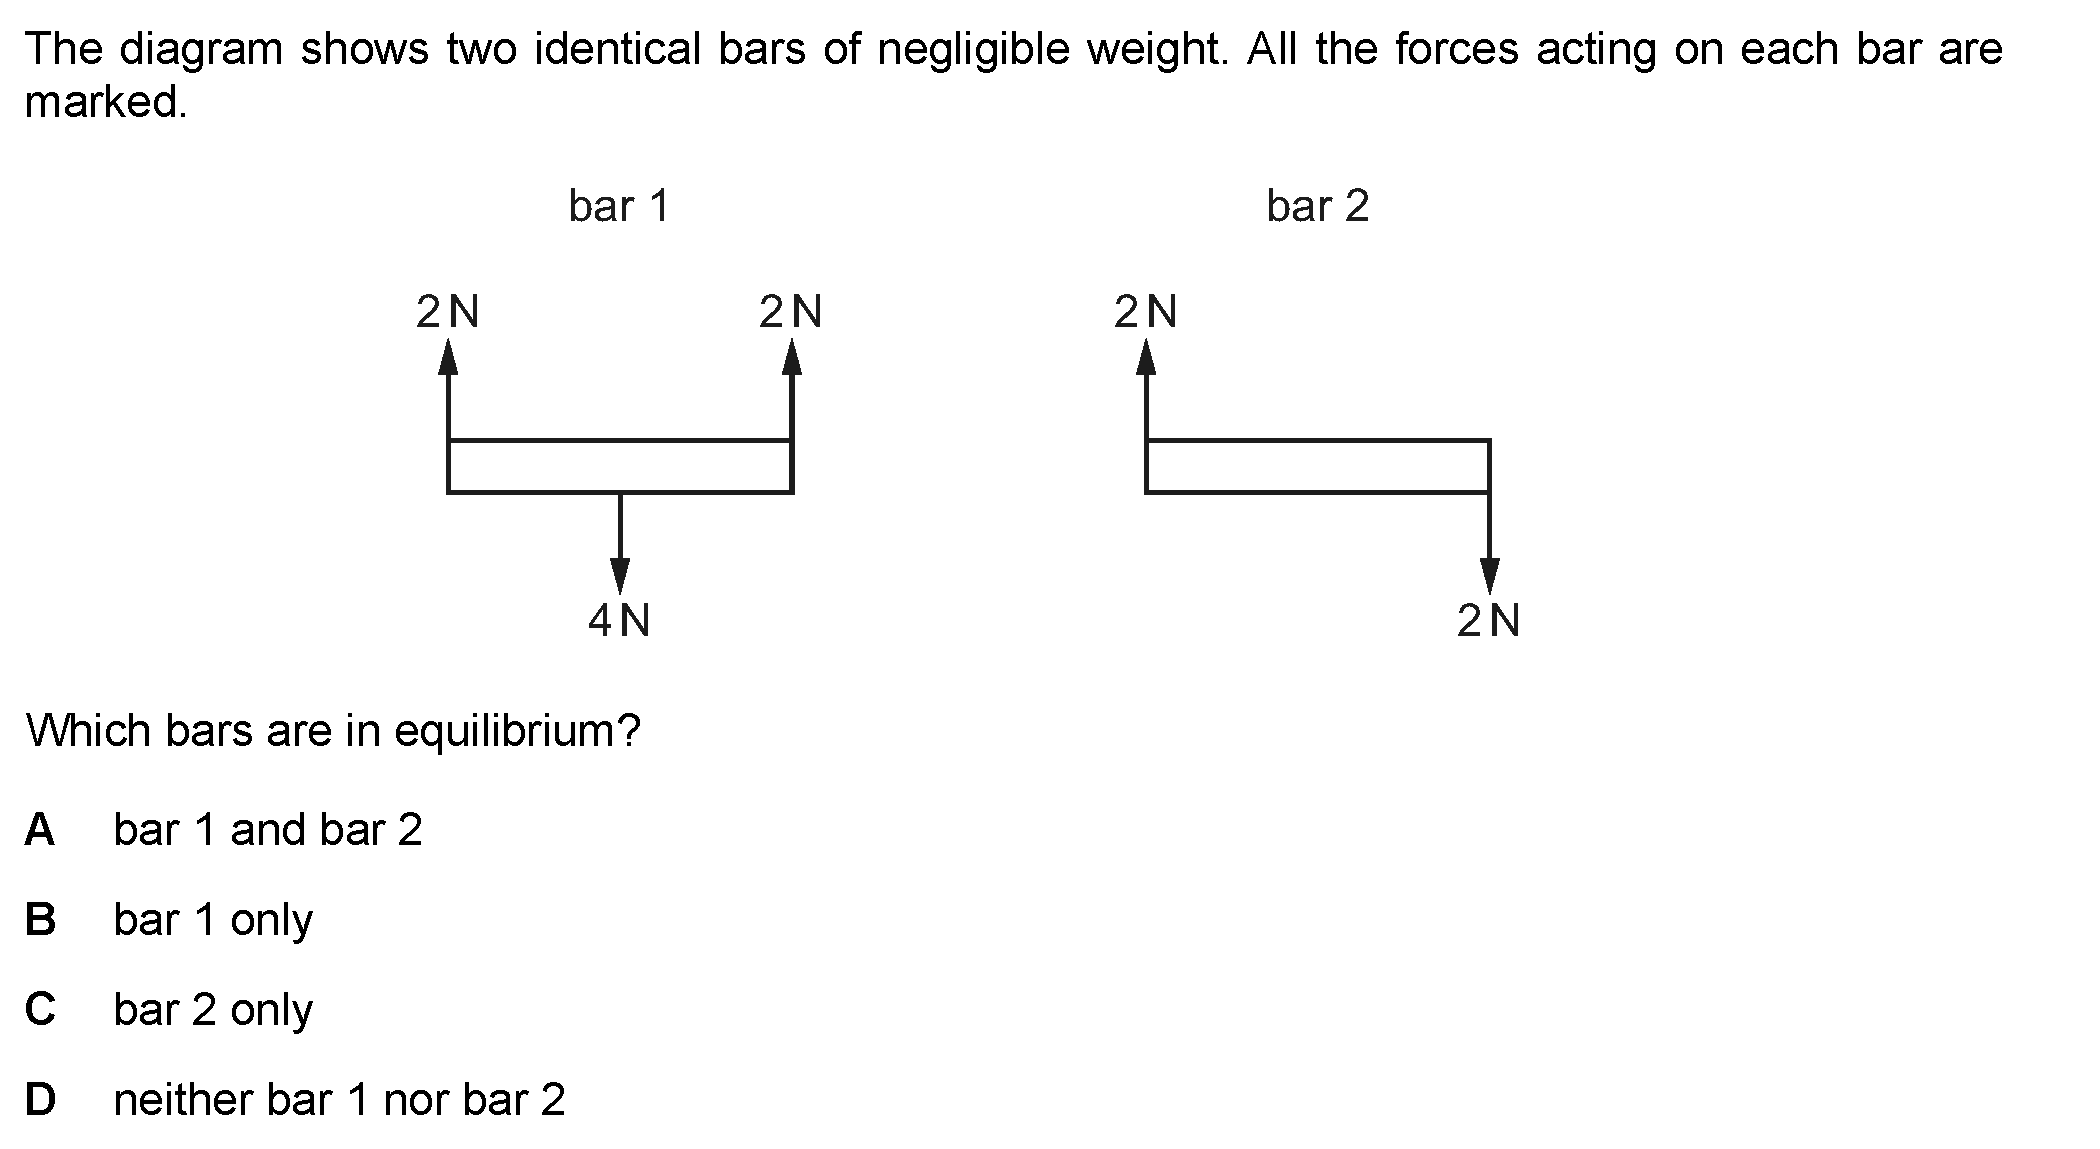 The diagram shows two identical bars of negligible weight. All the forces acting on each bar are
marked.
bar 1 bar 2
2 N 2 N 2 N
4 N 2 N
Which bars are in equilibrium?
A bar 1 and bar 2
B bar 1 only
C bar 2 only
D neither bar 1 nor bar 2